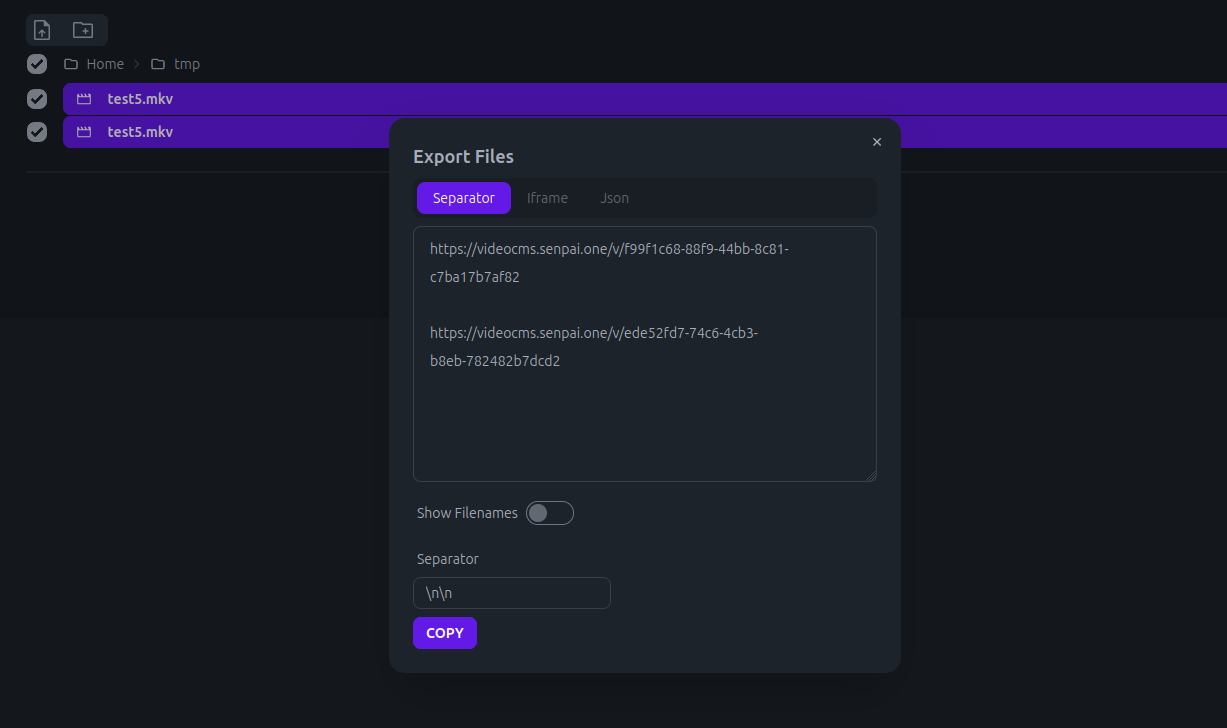 Home tmp
test5.mkv
test5.mkv
Export Files
Separator Iframe Json
https://videocms.senpai.one/v/f99f1c68-88f9-44bb-8c81-
c7ba17b7af82
https://videocms.senpai.one/v/ede52fd7-74c6-4cb3-
b8eb-782482b7dcd2
Show Filenames
Separator
\n\n
COPY